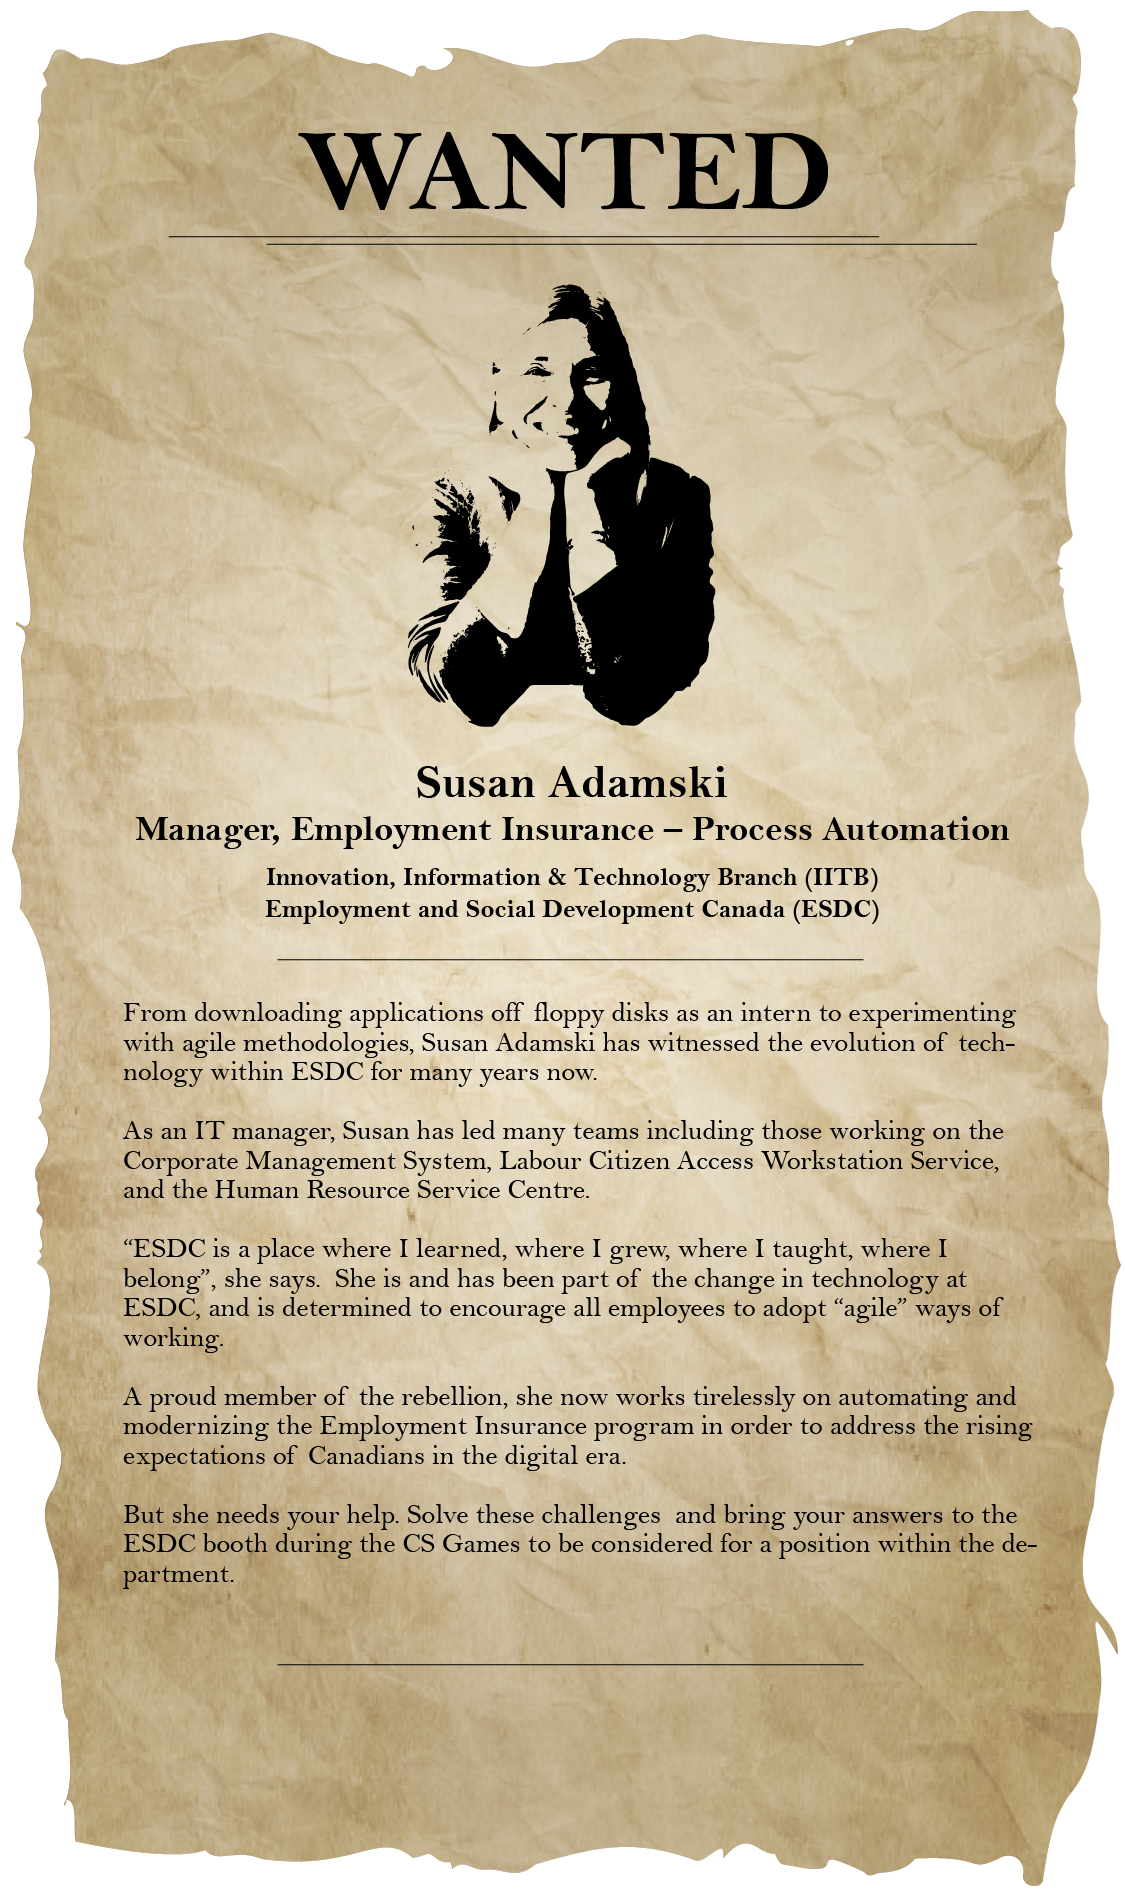 WANTED
Susan Adamski
Manager, Employment Insurance – Process Automation
Innovation, Information & Technology Branch (IITB)
Employment and Social Development Canada (ESDC)
From downloading applications off floppy disks as an intern to experimenting
with agile methodologies, Susan Adamski has witnessed the evolution of tech-
nology within ESDC for many years now.
As an IT manager, Susan has led many teams including those working on the
Corporate Management System, Labour Citizen Access Workstation Service,
and the Human Resource Service Centre.
“ESDC is a place where I learned, where I grew, where I taught, where I
belong”, she says. She is and has been part of the change in technology at
ESDC, and is determined to encourage all employees to adopt “agile” ways of
working.
A proud member of the rebellion, she now works tirelessly on automating and
modernizing the Employment Insurance program in order to address the rising
expectations of Canadians in the digital era.
But she needs your help. Solve these challenges and bring your answers to the
ESDC booth during the CS Games to be considered for a position within the de-
partment.